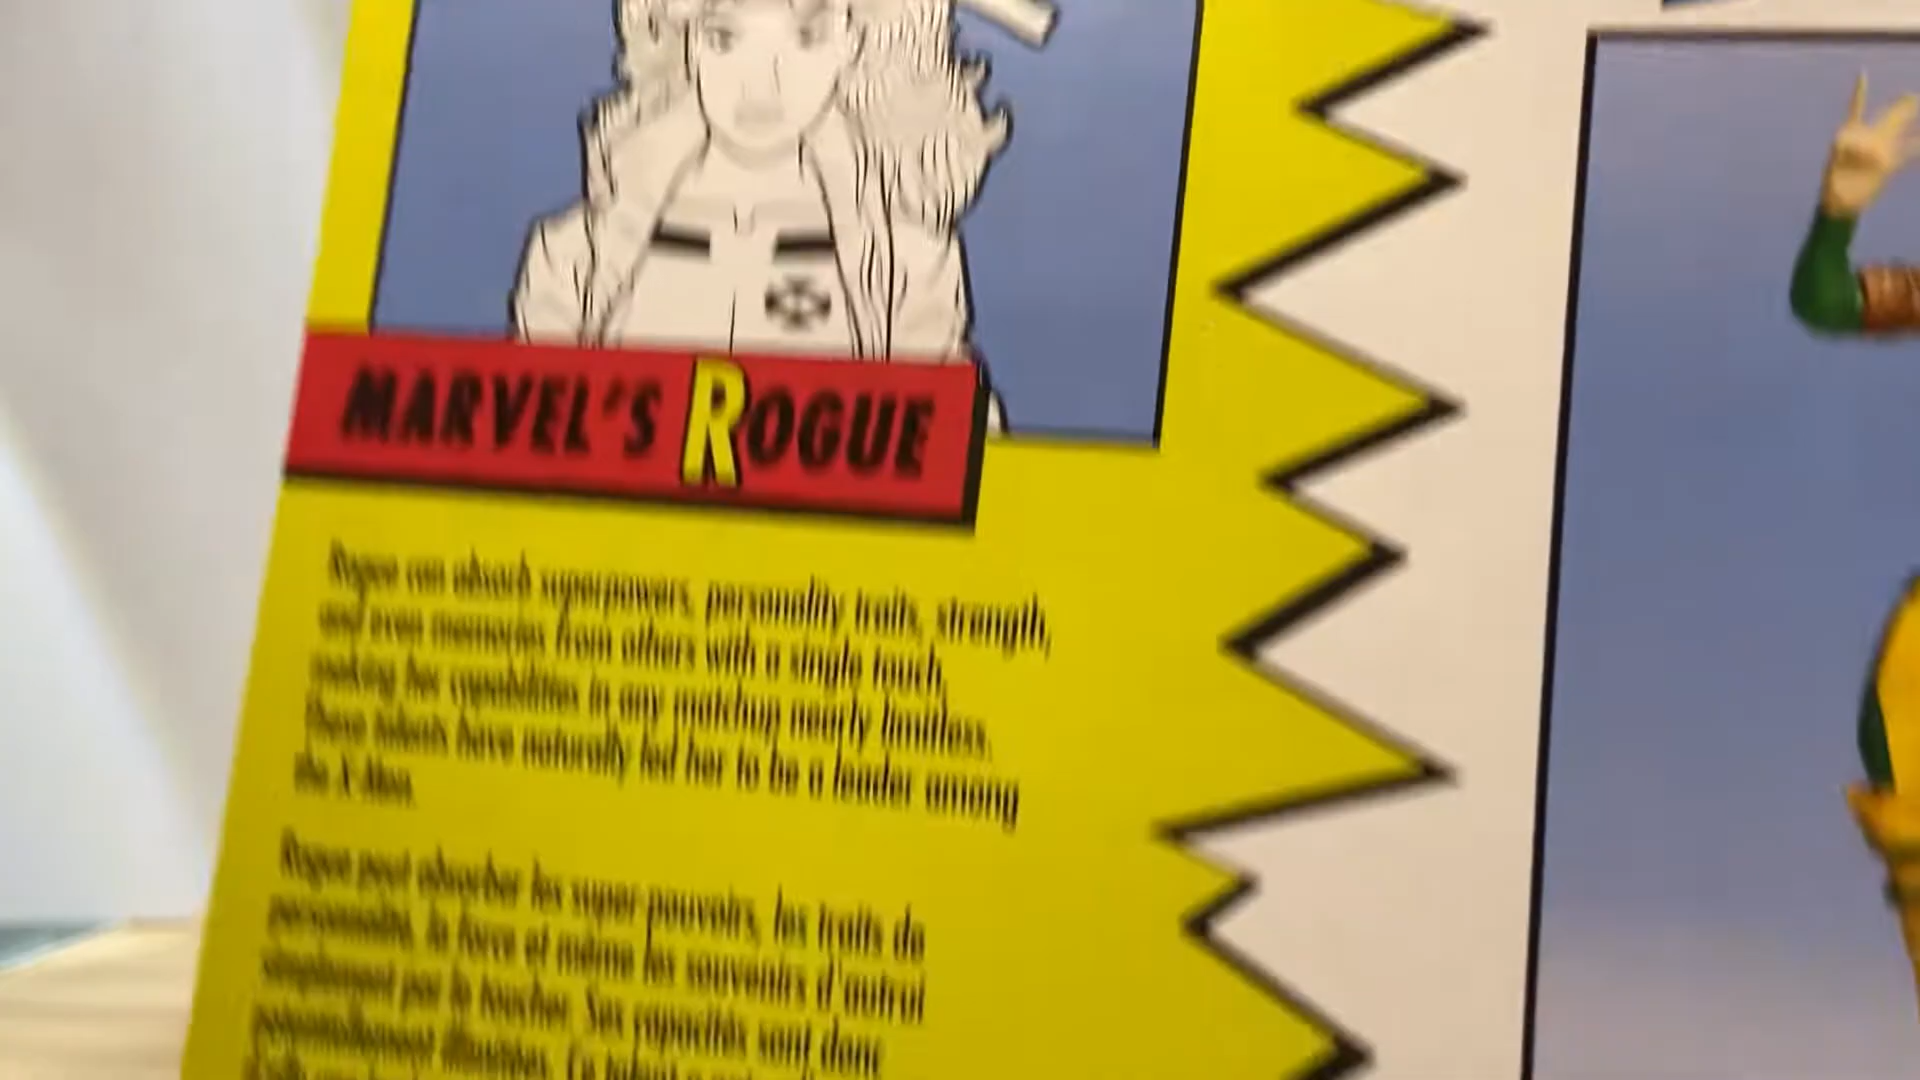 MARVEL'S ROGUE
Rogue can absorb superpowers, personality traits, strength,
and even memories from others with a single touch,
making her capabilities in any matchup nearly limitless.
These talents have naturally led her to be a leader among
the X-Men.
Rogue peut absorber les super-pouvoirs, les traits de
personnalité, la force et même les souvenirs d'autrui
simplement par le toucher. Ses capacités sont donc